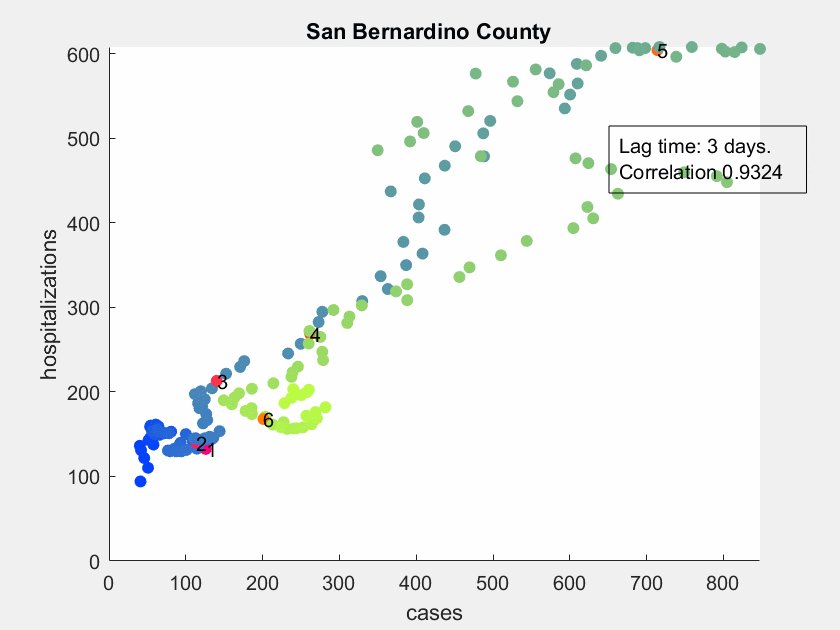 San Bernardino County
600
500
400
300
200
100
0
hospitalizations
5
Lag time: 3 days.
Correlation 0.9324
4
3
6
2
1
0 100 200 300 400 500 600 700 800
cases